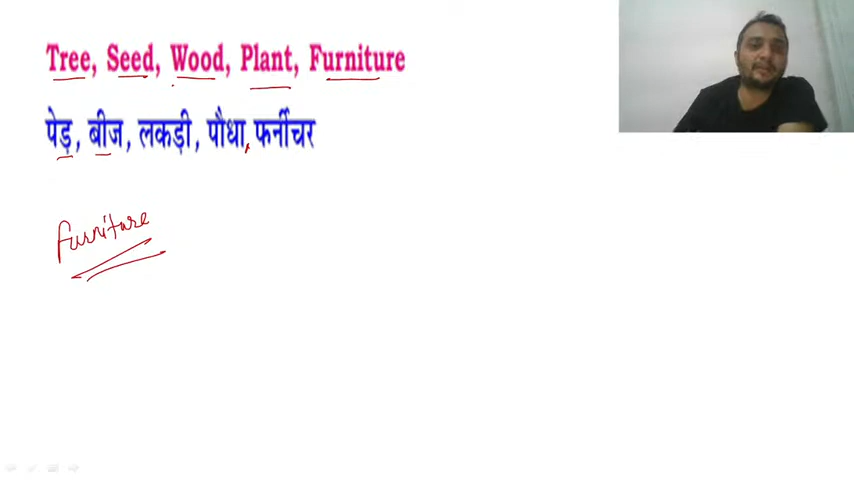 Tree, Seed, Wood, Plant, Furniture
पेड़, बीज, लकड़ी, पौधा, फर्नीचर
furniture